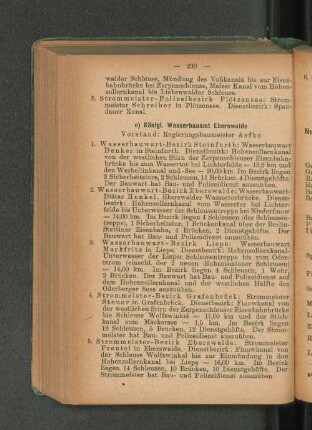 — 230 —
walder Schleuse, Mündung des Voßkanals bis zur Eisen-
bahnbrücke bei Zerpenschleuse, Malzer Kanal vom Hohen-
zollernkanal bis Liebenwalder Schleuse.
5. Strommeister-Polizeibezirk Plötzensee: Strom-
meister Schreiber in Plötzensee. Dienstbezirk: Span-
dauer Kanal.
e) Königl. Wasserbauamt Eberswalde
Vorstand: Regierungsbaumeister Aefke
1. Wasserbauwart-Bezirk Steinfurth: Wasserbauwart
Denker in Steinfurth. Dienstbezirk: Hohenzollernkanal
von der westlichen Stirn der Zerpenschleuser Eisenbahn-
brücke bis zum Wasservor bei Lichterfelde — 13,0 km und
den Werbellinkanal und -See — 20,00 km. Im Bezirk liegen
2 Sicherheitstore, 2 Schleusen, 11 Brücken, 4 Dienstgehöfte.
Der Bauwart hat Bau- und Polizeidienst auszuüben.
2. Wasserbauwart-Bezirk Eberswalde: Wasserbauwart-
Diätar Henkel, Eberswalder Wassertorbrücke. Dienst-
bezirk: Hohenzollernkanal vom Wassertor bei Lichter-
felde bis Unterwasser der Schleusentreppe bei Niederfinow
— 14,00 km. Im Bezirk liegen 4 Schleusen (der Schleusen-
treppe), 1 Sicherheitstor,
Stettiner Eisenbahn, 4 Brücken, 2 Dienstgehöfte. Der
Bauwart hat Bau- und Polizeidienst auszuüben.
3. Wasserbauwart-Bezirk Liepe: Wasserbauwart
Markfritz in Liepe. Dienstbezirk: Hohenzollernkanal-
Unterwasser der Liepe Schleusentreppe bis zum Oder-
strom (einschl. der 2 neuen Hohensaatener Schleusen)
— 14,00 km. Im Bezirk liegen 4 Schleusen, 1 Wehr,
2 Brücken. Der Bauwart hat Bau- und Polizeidienst auf
dem Hohenzollernkanal und der westlichen Hälfte des
Oderberger Sees auszuüben.
4. Strommeister-Bezirk Grafenbrück: Strommeister
Steuer in Grafenbrück. Dienstbezirk: Finowkanal von
der westlichen Stirn der Zerpenschleuser Eisenbahnbrücke
bis Schleuse Wolfswinkel — 17,00 km und den Stich-
kanal zum Mäckersee — 1,5 km. Im Bezirk liegen
12 Schleusen, 5 Brücken, 12 Dienstgehöfte. Der Strom-
meister hat Bau- und Polizeidienst auszuüben.
5. Strommeister-Bezirk Eberswalde: Strommeister
Prentel in Eberswalde, Dienstbezirk: Finowkanal von
der Schleuse Wolfswinkel bis zur Einmündung in den
Hohenzollernkanal bei Liepe — 16,00 km. Im Bezirk
liegen 14 Schleusen, 10 Brücken, 10 Dienstgehöfte. Der
Strommeister hat Bau- und Polizeidienst auszuüben.